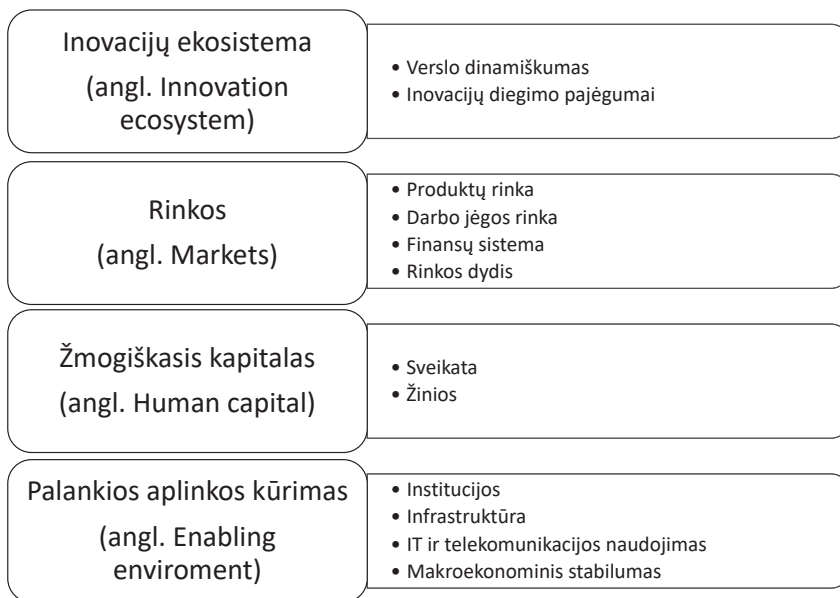 Inovacijų ekosistema
(angl. Innovation
ecosystem)
• Verslo dinamiškumas
• Inovacijų diegimo pajėgumai
Rinkos
(angl. Markets)
• Produktų rinka
• Darbo jėgos rinka
• Finansų sistema
• Rinkos dydis
Žmogiškasis kapitalas
(angl. Human capital)
• Sveikata
• Žinios
Palankios aplinkos kūrimas
(angl. Enabling
enviroment)
• Institucijos
• Infrastruktūra
• IT ir telekomunikacijos naudojimas
• Makroekonominis stabilumas